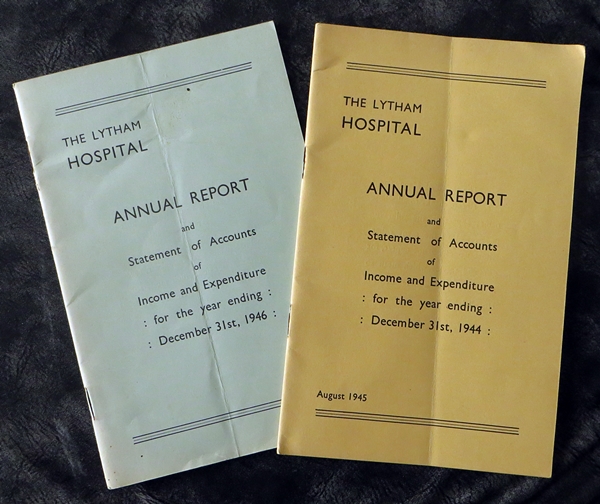 THE LYTHAM
HOSPITAL
ANNUAL REPORT
and
Statement of Accounts
of
Income and Expenditure
: for the year ending :
: December 31st, 1946 :
THE LYTHAM
HOSPITAL
ANNUAL REPORT
and
Statement of Accounts
of
Income and Expenditure
: for the year ending :
: December 31st, 1944 :
August 1945